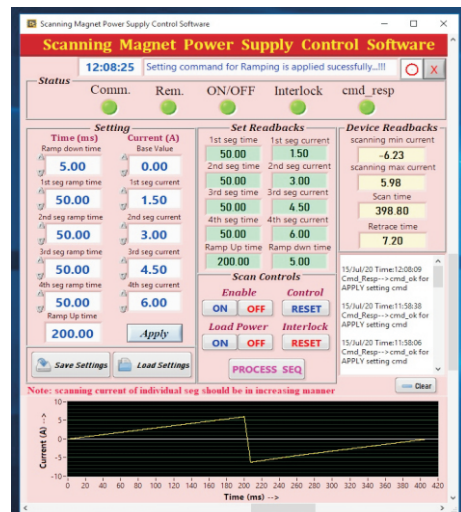 Scanning Magnet Power Supply Control Software
Scanning Magnet Power Supply Control Software
12:08:25 Setting command for Ramping is applied sucessfully...!!! X
Status
Comm. Rem. ON/OFF Interlock cmd_resp
Setting
Time (ms) Current (A)
Ramp down time Base Value
5.00 0.00
1st seg ramp time 1st seg current
50.00 1.50
2nd seg ramp time 2nd seg current
50.00 3.00
3rd seg ramp time 3rd seg current
50.00 4.50
4th seg ramp time 4th seg current
50.00 6.00
Ramp Up time
200.00 Apply
Save Settings Load Settings
Set Readbacks
1st seg time 1st seg current
50.00 1.50
2nd seg time 2nd seg current
50.00 3.00
3rd seg time 3rd seg current
50.00 4.50
4th seg time 4th seg current
50.00 6.00
Ramp Up time Ramp dwn time
200.00 5.00
Scan Controls
Enable Control
ON OFF RESET
Load Power Interlock
ON OFF RESET
PROCESS SEQ
Device Readbacks
scanning min current
-6.23
scanning max current
5.98
Scan time
398.80
Retrace time
7.20
15/Jul/20 Time:12:08:09
Cmd_Resp-->cmd_ok for
APPLY setting cmd
15/Jul/20 Time:11:58:38
Cmd_Resp-->cmd_ok for
APPLY setting cmd
15/Jul/20 Time:11:58:06
Cmd_Resp-->cmd_ok for
APPLY setting cmd
Clear
Note: scanning current of individual seg should be in increasing manner
Current (A) -->
10
5
0
-5
-10
0 20 40 60 80 100 120 140 160 180 200 220 240 260 280 300 320 340 360 380 400 420
Time (ms) -->